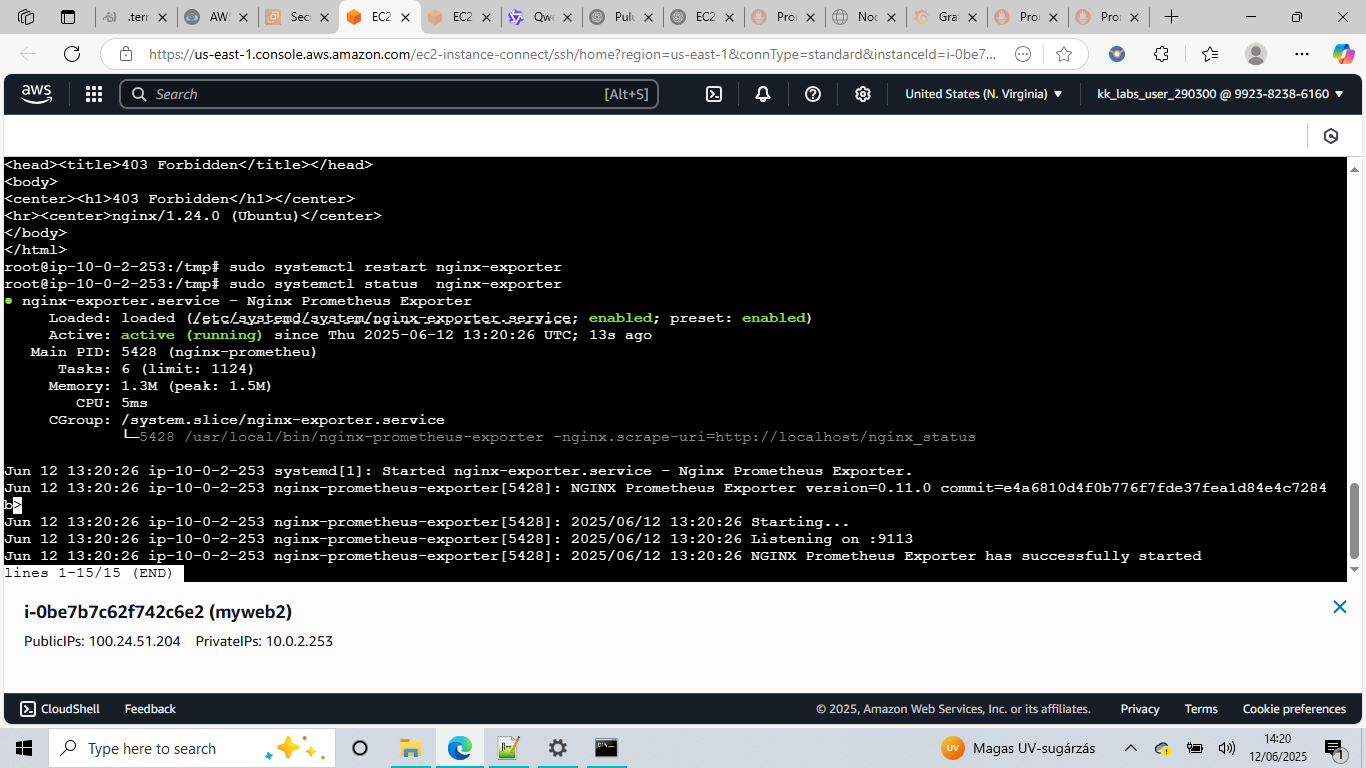 .terr
AWS
Secu
EC2
EC2
Qwe
Pulu
EC2
Pror
Noc
Graf
Pror
Pror
https://us-east-1.console.aws.amazon.com/ec2-instance-connect/ssh/home?region=us-east-1&connType=standard&instanceId=i-0be7...
aws
Search
[Alt+S]
United States (N. Virginia)
kk_labs_user_290300 @ 9923-8238-6160
<head><title>403 Forbidden</title></head>
<body>
<center><h1>403 Forbidden</h1></center>
<hr><center>nginx/1.24.0 (Ubuntu)</center>
</body>
</html>
root@ip-10-0-2-253:/tmp# sudo systemctl restart nginx-exporter
root@ip-10-0-2-253:/tmp# sudo systemctl status  nginx-exporter
● nginx-exporter.service - Nginx Prometheus Exporter
Loaded: loaded (/etc/systemd/system/nginx-exporter.service; enabled; preset: enabled)
Active: active (running) since Thu 2025-06-12 13:20:26 UTC; 13s ago
Main PID: 5428 (nginx-prometheu)
Tasks: 6 (limit: 1124)
Memory: 1.3M (peak: 1.5M)
CPU: 5ms
CGroup: /system.slice/nginx-exporter.service
└─5428 /usr/local/bin/nginx-prometheus-exporter -nginx.scrape-uri=http://localhost/nginx_status
Jun 12 13:20:26 ip-10-0-2-253 systemd[1]: Started nginx-exporter.service - Nginx Prometheus Exporter.
Jun 12 13:20:26 ip-10-0-2-253 nginx-prometheus-exporter[5428]: NGINX Prometheus Exporter version=0.11.0 commit=e4a6810d4f0b776f7fde37fea1d84e4c7284
b>
Jun 12 13:20:26 ip-10-0-2-253 nginx-prometheus-exporter[5428]: 2025/06/12 13:20:26 Starting...
Jun 12 13:20:26 ip-10-0-2-253 nginx-prometheus-exporter[5428]: 2025/06/12 13:20:26 Listening on :9113
Jun 12 13:20:26 ip-10-0-2-253 nginx-prometheus-exporter[5428]: 2025/06/12 13:20:26 NGINX Prometheus Exporter has successfully started
lines 1-15/15 (END)
i-0be7b7c62f742c6e2 (myweb2)
PublicIPs: 100.24.51.204 PrivateIPs: 10.0.2.253
CloudShell
Feedback
© 2025, Amazon Web Services, Inc. or its affiliates.
Privacy
Terms
Cookie preferences
Type here to search
UV
Magas UV-sugárzás
14:20
12/06/2025
1